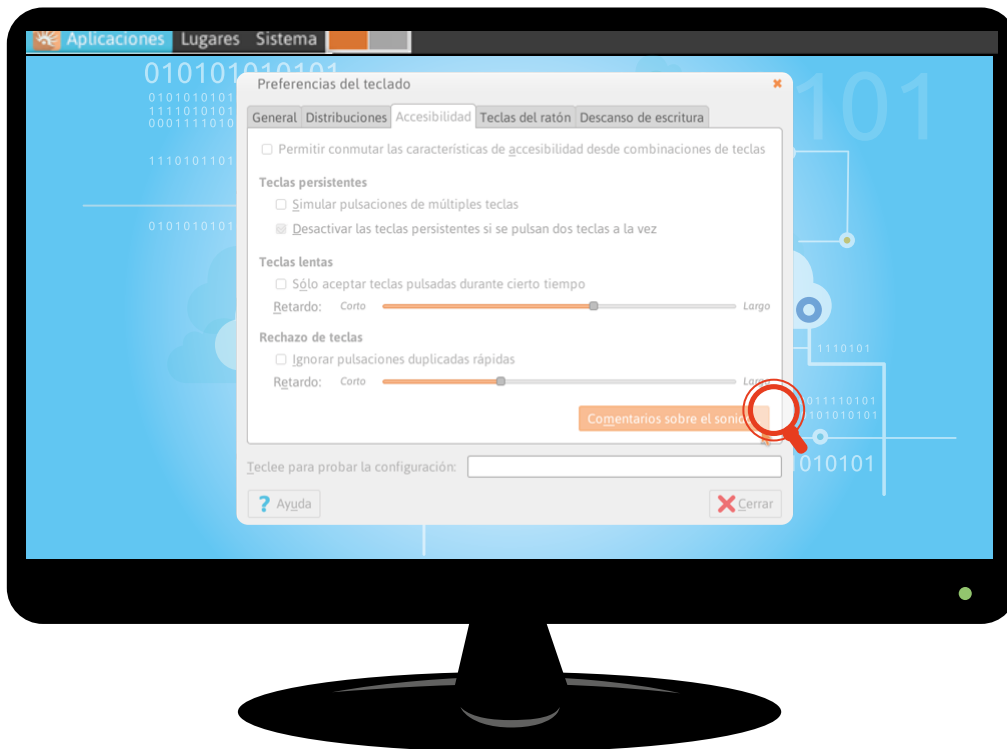 Aplicaciones Lugares Sistema
010101010101
0101010101
1111010101
0001111010
101
1110101101
0101010101
Preferencias del teclado
General Distribuciones Accesibilidad Teclas del ratón Descanso de escritura
Permitir conmutar las características de accesibilidad desde combinaciones de teclas
Teclas persistentes
Simular pulsaciones de múltiples teclas
Desactivar las teclas persistentes si se pulsan dos teclas a la vez
Teclas lentas
Sólo aceptar teclas pulsadas durante cierto tiempo
Retardo: Corto Largo
Rechazo de teclas
1110101
Ignorar pulsaciones duplicadas rápidas
Retardo: Corto Largo
011110101
101010101
Comentarios sobre el
1010101
Teclee para probar la configuración:
? Ayuda
Cerrar